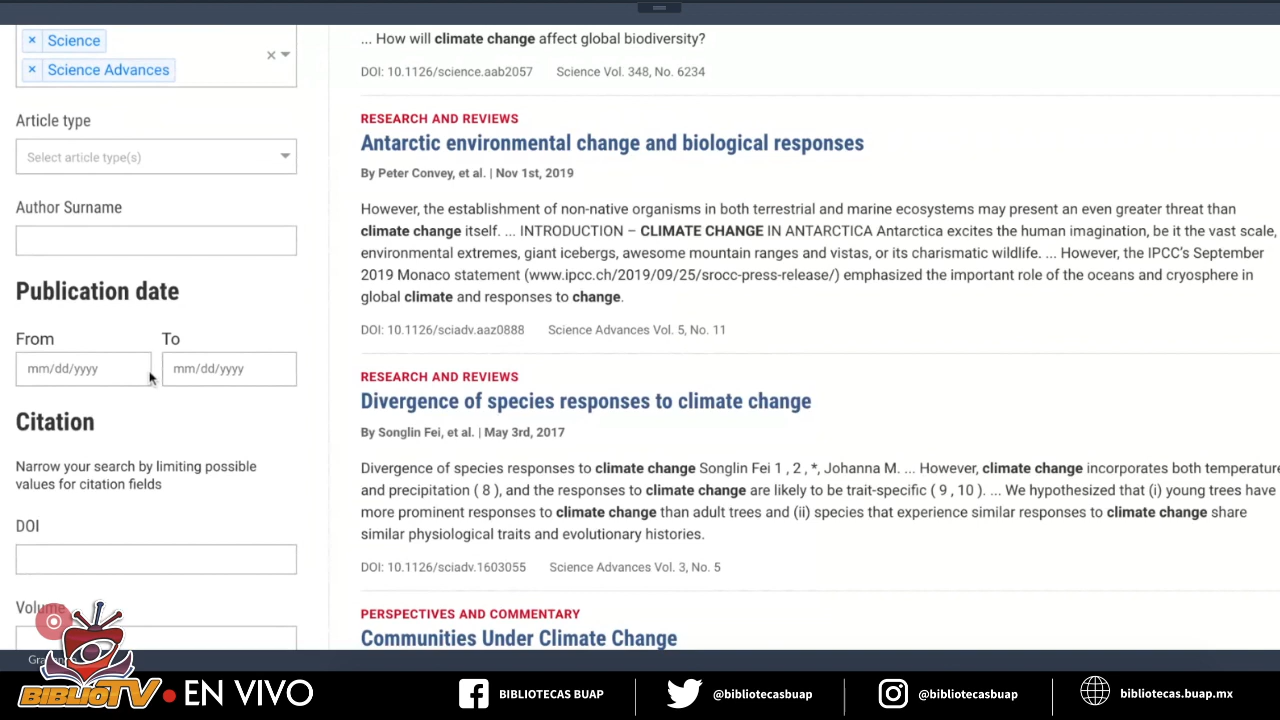 × Science
× Science Advances
×
Article type
Select article type(s)
Author Surname
Publication date
From To
mm/dd/yyyy mm/dd/yyyy
Citation
Narrow your search by limiting possible
values for citation fields
DOI
Volume
... How will climate change affect global biodiversity?
DOI: 10.1126/science.aab2057 Science Vol. 348, No. 6234
RESEARCH AND REVIEWS
Antarctic environmental change and biological responses
By Peter Convey, et al. | Nov 1st, 2019
However, the establishment of non-native organisms in both terrestrial and marine ecosystems may present an even greater threat than
climate change itself. ... INTRODUCTION – CLIMATE CHANGE IN ANTARCTICA Antarctica excites the human imagination, be it the vast scale,
environmental extremes, giant icebergs, awesome mountain ranges and vistas, or its charismatic wildlife. ... However, the IPCC's September
2019 Monaco statement (www.ipcc.ch/2019/09/25/srocc-press-release/) emphasized the important role of the oceans and cryosphere in
global climate and responses to change.
DOI: 10.1126/sciadv.aaz0888 Science Advances Vol. 5, No. 11
RESEARCH AND REVIEWS
Divergence of species responses to climate change
By Songlin Fei, et al. | May 3rd, 2017
Divergence of species responses to climate change Songlin Fei 1 , 2 , *, Johanna M. ... However, climate change incorporates both temperature
and precipitation ( 8 ), and the responses to climate change are likely to be trait-specific ( 9 , 10 ). ... We hypothesized that (i) young trees have
more prominent responses to climate change than adult trees and (ii) species that experience similar responses to climate change share
similar physiological traits and evolutionary histories.
DOI: 10.1126/sciadv.1603055 Science Advances Vol. 3, No. 5
PERSPECTIVES AND COMMENTARY
Communities Under Climate Change
BIBLIOTV EN VIVO
BIBLIOTECAS BUAP
@bibliotecasbuap
@bibliotecasbuap
bibliotecas.buap.mx